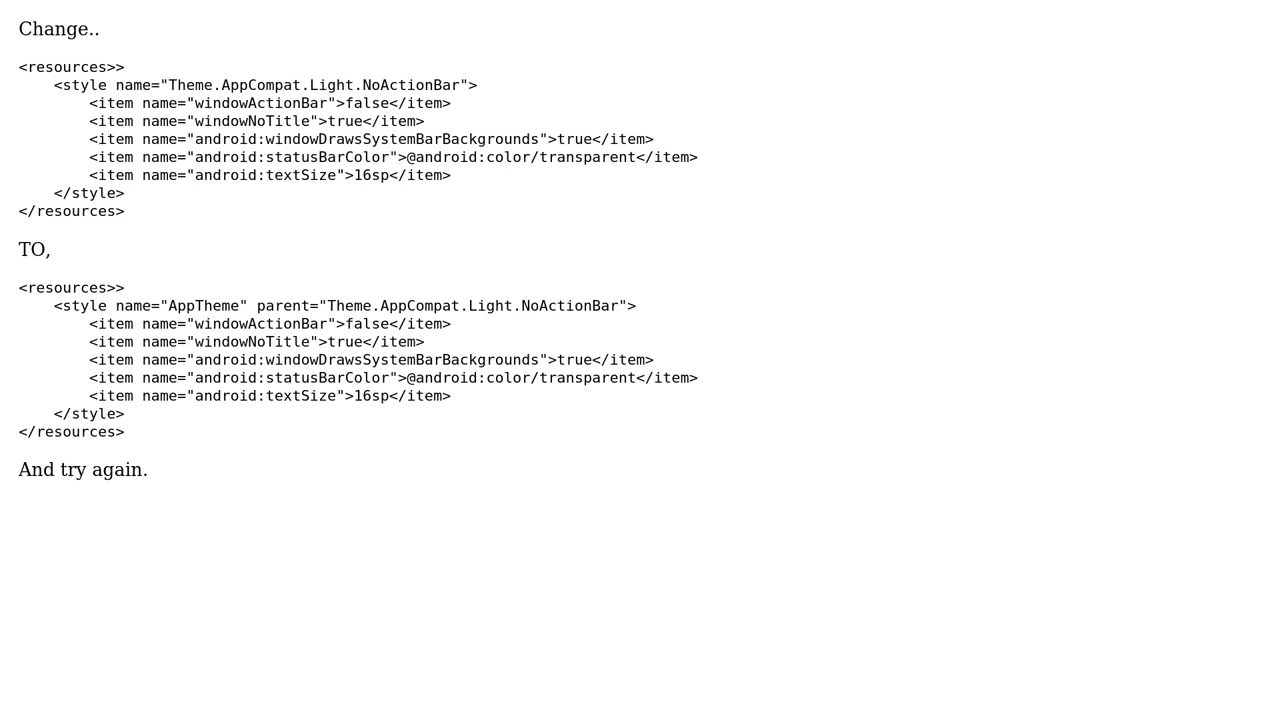 Change..
<resources>>
    <style name="Theme.AppCompat.Light.NoActionBar">
        <item name="windowActionBar">false</item>
        <item name="windowNoTitle">true</item>
        <item name="android:windowDrawsSystemBarBackgrounds">true</item>
        <item name="android:statusBarColor">@android:color/transparent</item>
        <item name="android:textSize">16sp</item>
    </style>
</resources>
TO,
<resources>>
    <style name="AppTheme" parent="Theme.AppCompat.Light.NoActionBar">
        <item name="windowActionBar">false</item>
        <item name="windowNoTitle">true</item>
        <item name="android:windowDrawsSystemBarBackgrounds">true</item>
        <item name="android:statusBarColor">@android:color/transparent</item>
        <item name="android:textSize">16sp</item>
    </style>
</resources>
And try again.